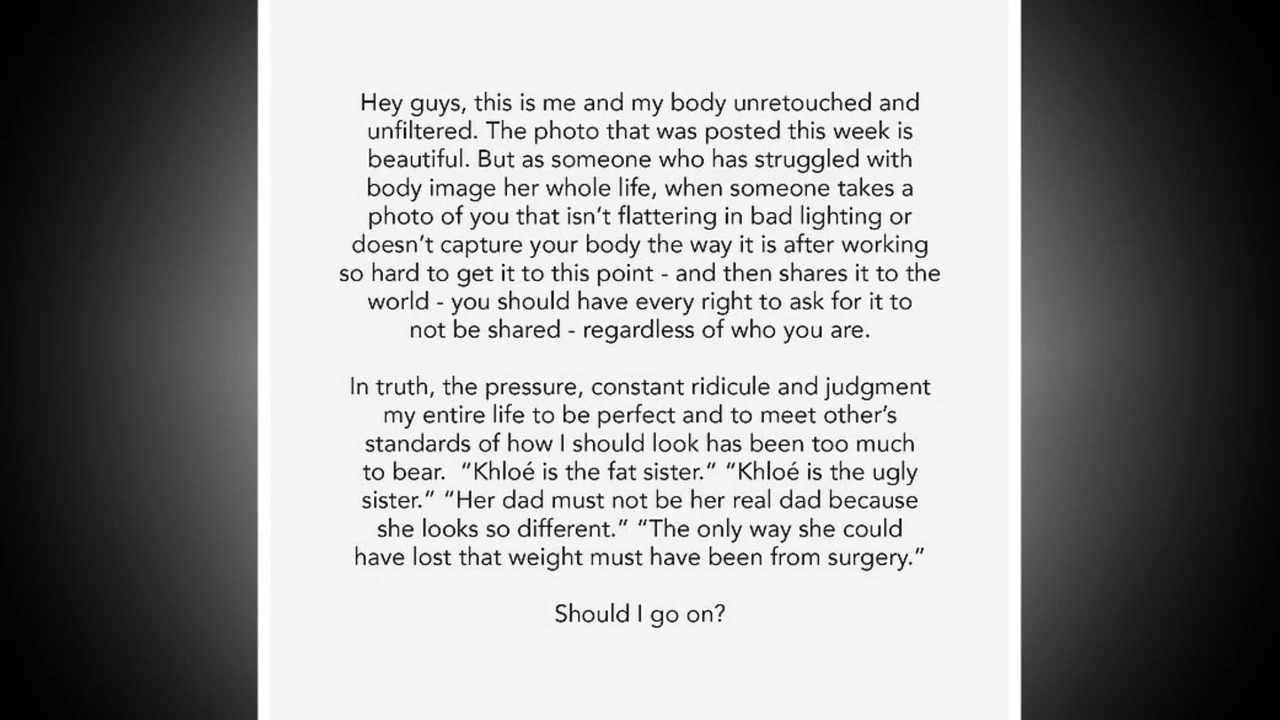 Hey guys, this is me and my body unretouched and
unfiltered. The photo that was posted this week is
beautiful. But as someone who has struggled with
body image her whole life, when someone takes a
photo of you that isn’t flattering in bad lighting or
doesn’t capture your body the way it is after working
so hard to get it to this point - and then shares it to the
world - you should have every right to ask for it to
not be shared - regardless of who you are.
In truth, the pressure, constant ridicule and judgment
my entire life to be perfect and to meet other’s
standards of how I should look has been too much
to bear.  “Khloé is the fat sister.” “Khloé is the ugly
sister.” “Her dad must not be her real dad because
she looks so different.” “The only way she could
have lost that weight must have been from surgery.”
Should I go on?